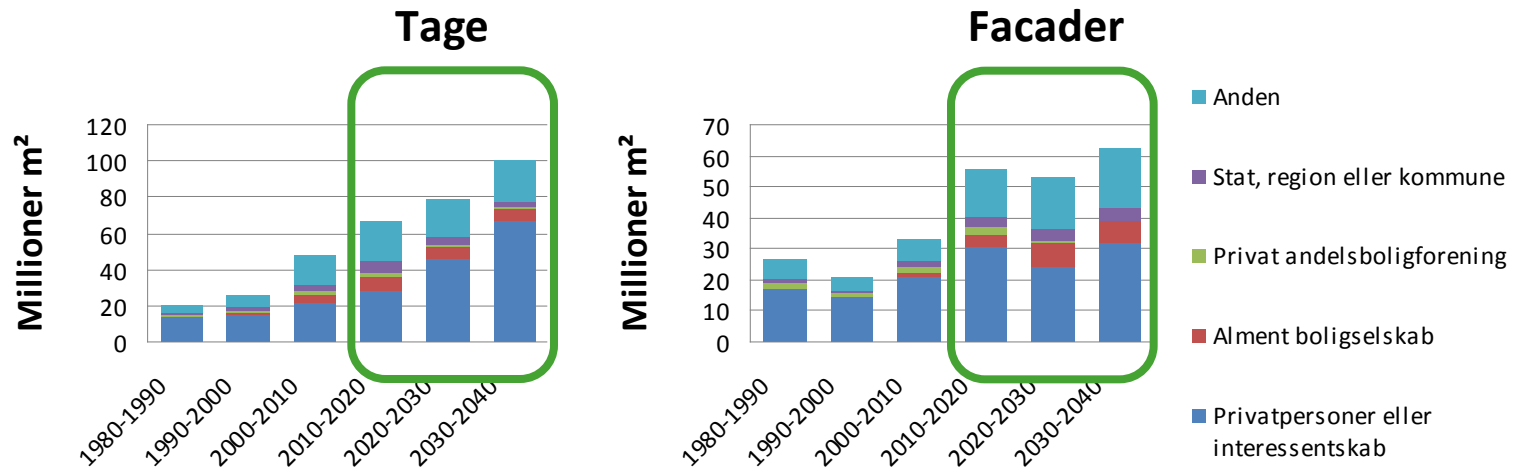 Tage
Millioner m²
120
100
80
60
40
20
0
1980-1990
1990-2000
2000-2010
2010-2020
2020-2030
2030-2040
Facader
Millioner m²
70
60
50
40
30
20
10
0
1980-1990
1990-2000
2000-2010
2010-2020
2020-2030
2030-2040
Anden
Stat, region eller kommune
Privat andelsboligforening
Alment boligselskab
Privatpersoner eller
interessentskab